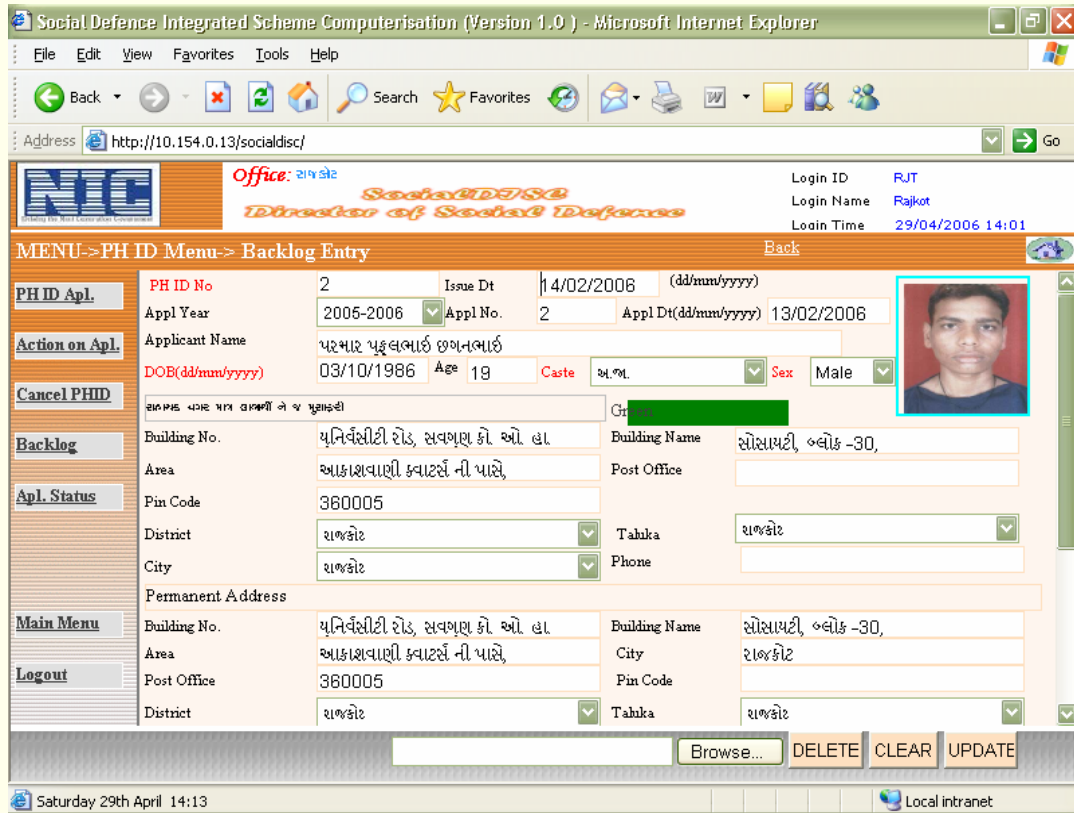 Social Defence Integrated Scheme Computerisation (Version 1.0 ) - Microsoft Internet Explorer
File Edit View Favorites Tools Help
Back Search Favorites
Address http://10.154.0.13/socialdisc/ Go
NIC Office: રાજકોટ Login ID RJT
SocialDISC Login Name Rajkot
Director of Social Defence Login Time 29/04/2006 14:01
MENU->PH ID Menu-> Backlog Entry Back
PH ID Apl. PH ID No 2 Issue Dt 14/02/2006 (dd/mm/yyyy)
Appl Year 2005-2006 Appl No. 2 Appl Dt(dd/mm/yyyy) 13/02/2006
Action on Apl. Applicant Name પરમાર પ્રફુલભાઈ છગનભાઈ
DOB(dd/mm/yyyy) 03/10/1986 Age 19 Caste અ.જા. Sex Male
Cancel PHID
Green
Backlog Building No. યુનિર્વસીટી રોડ, સવગુણ કો. ઓ. હા. Building Name સોસાયટી, બ્લોક -30,
Area આકાશવાણી ક્વાટર્સ ની પાસે, Post Office
Apl. Status Pin Code 360005
District રાજકોટ Taluka રાજકોટ
City રાજકોટ Phone
Permanent Address
Main Menu Building No. યુનિર્વસીટી રોડ, સવગુણ કો. ઓ. હા. Building Name સોસાયટી, બ્લોક -30,
Area આકાશવાણી ક્વાટર્સ ની પાસે, City રાજકોટ
Logout Post Office 360005 Pin Code
District રાજકોટ Taluka રાજકોટ
Browse... DELETE CLEAR UPDATE
Saturday 29th April 14:13 Local intranet